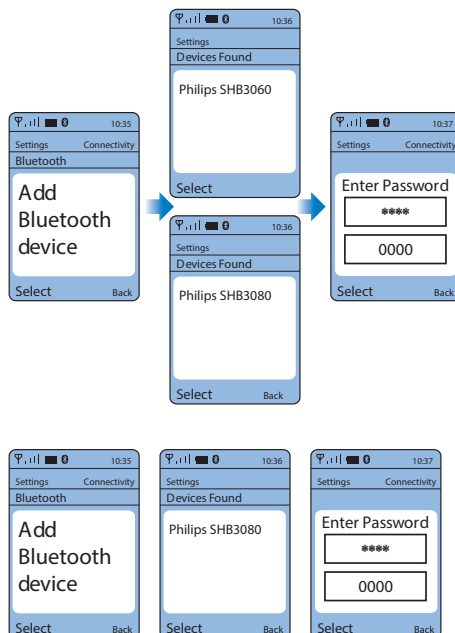 10:36
Settings
Devices Found
Philips SHB3060
Select
10:35
Settings Connectivity
Bluetooth
Add
Bluetooth
device
Select Back
10:36
Settings
Devices Found
Philips SHB3080
Select Back
10:37
Settings Connectivity
Enter Password
****
0000
Select Back
10:35
Settings Connectivity
Bluetooth
Add
Bluetooth
device
Select Back
10:36
Settings
Devices Found
Philips SHB3080
Select Back
10:37
Settings Connectivity
Enter Password
****
0000
Select Back